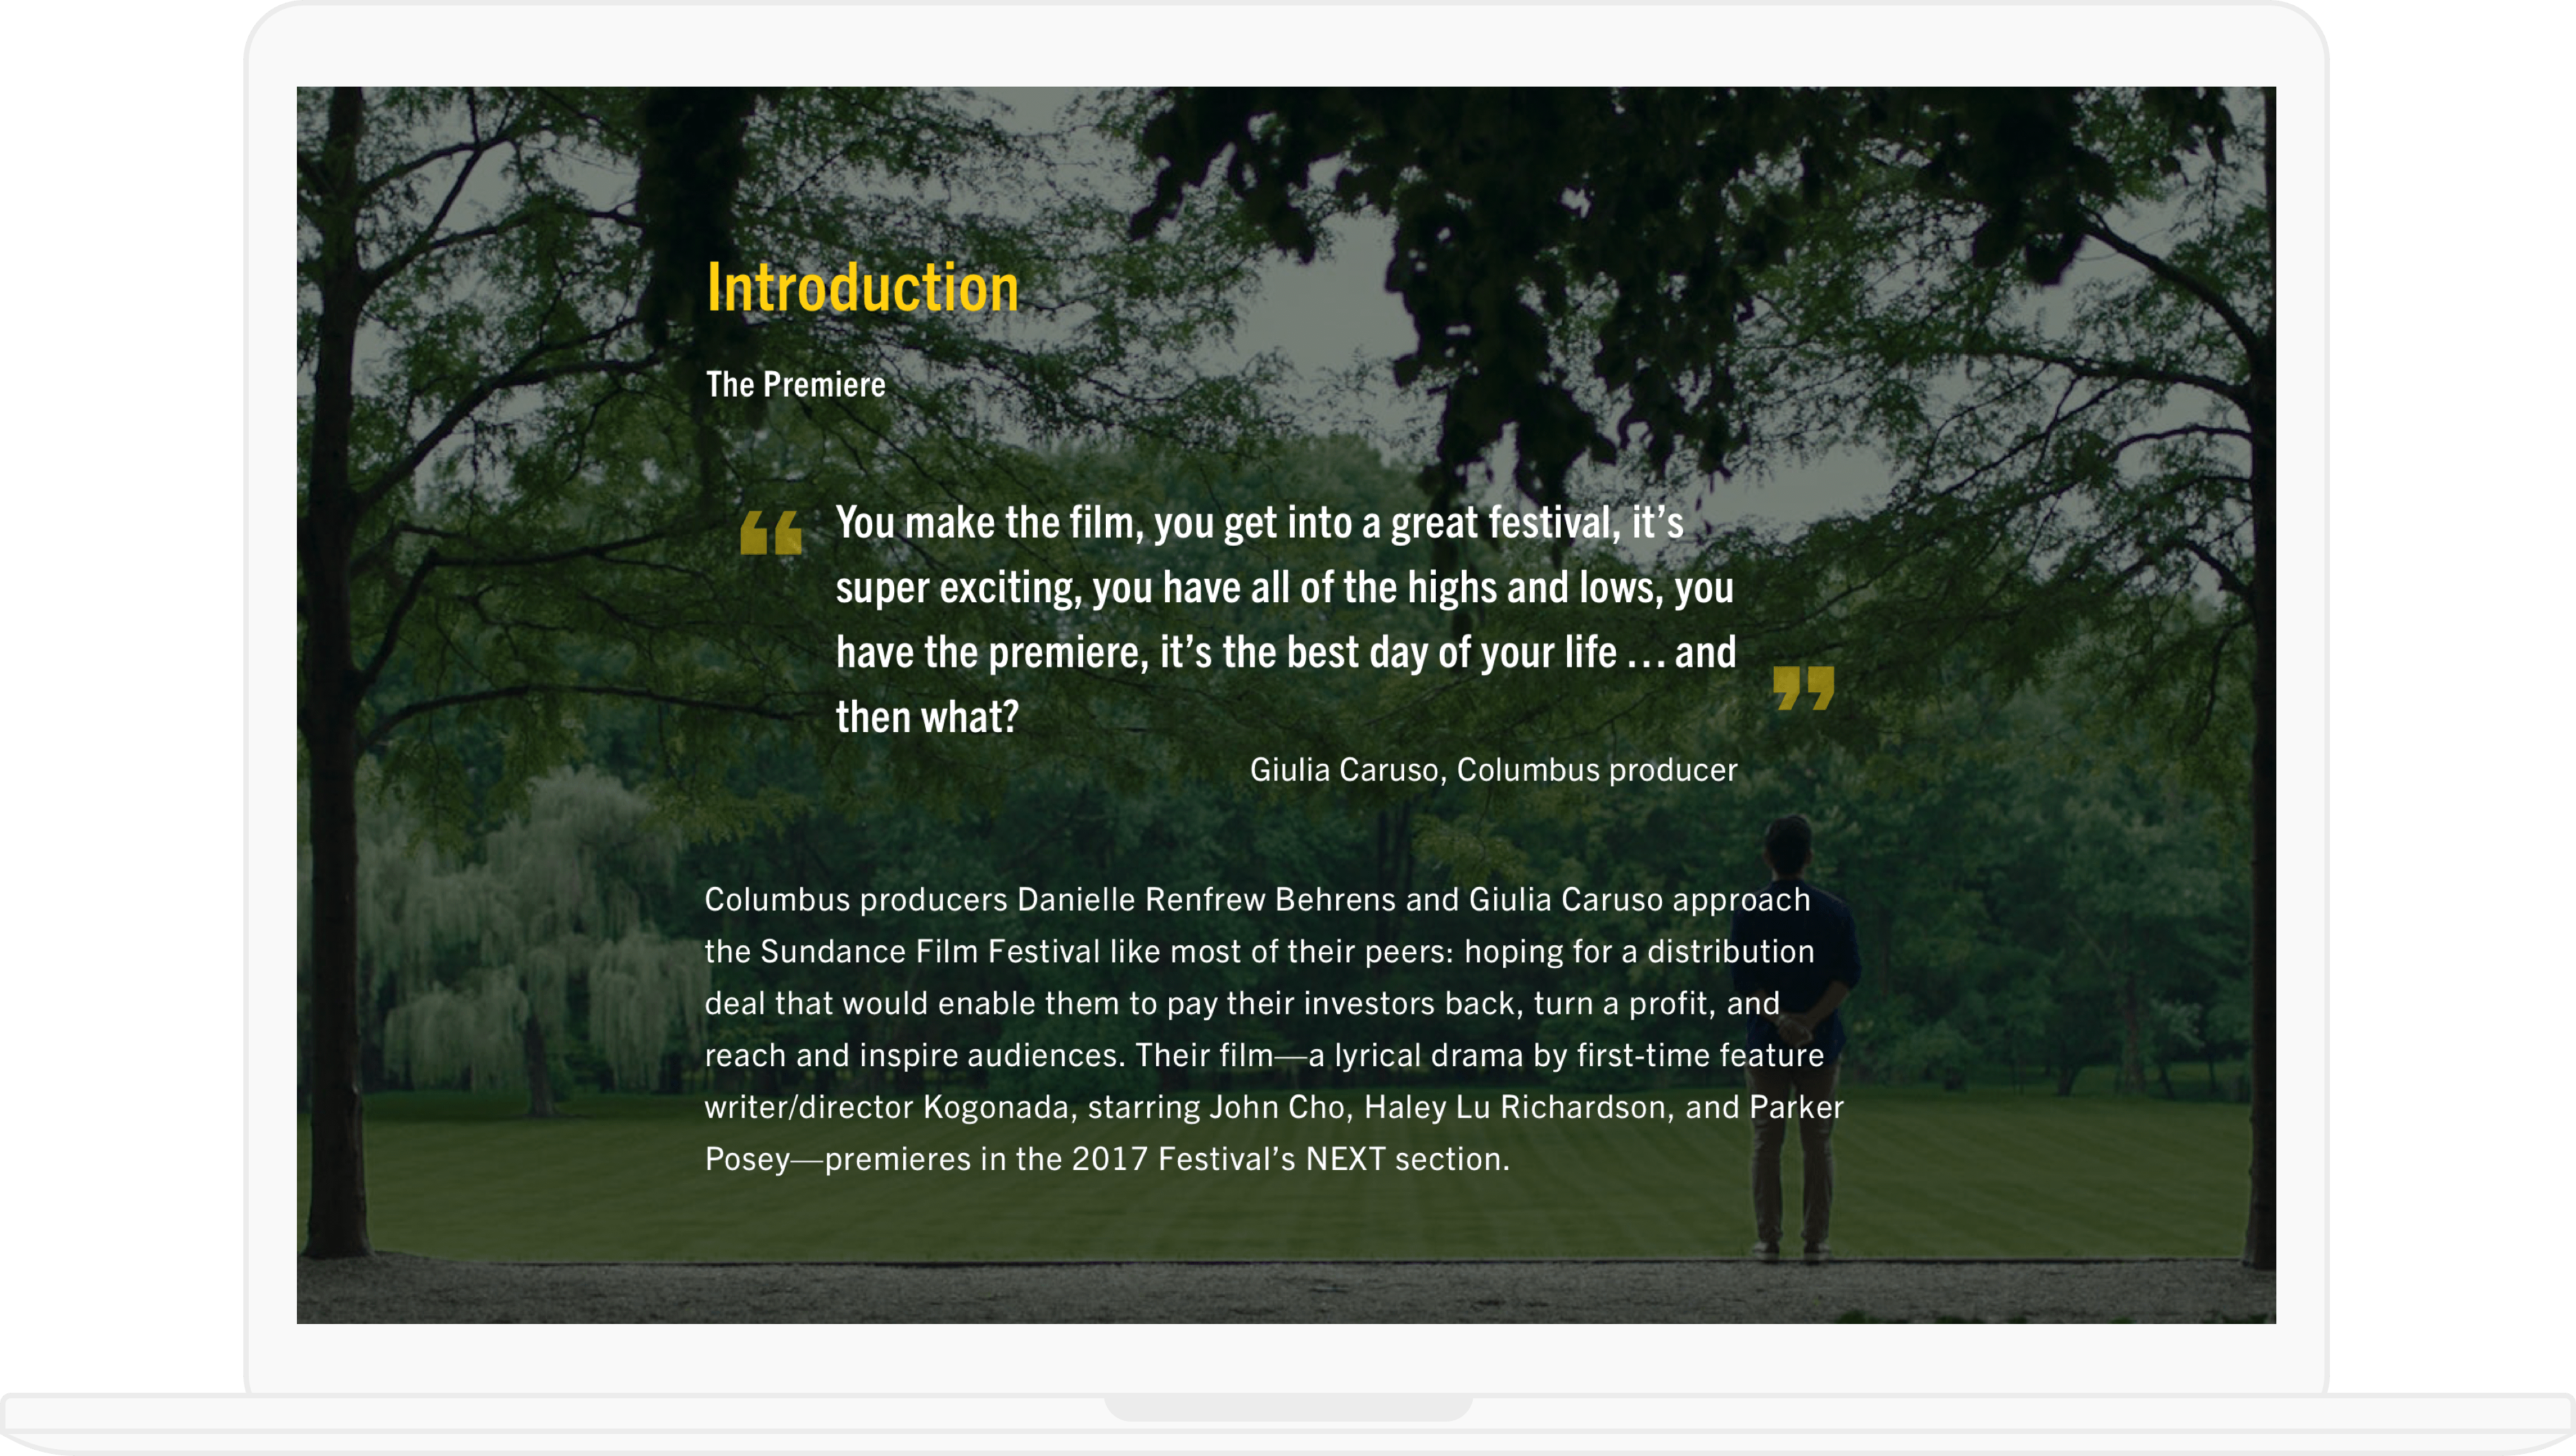 Introduction
The Premiere
“ You make the film, you get into a great festival, it’s
super exciting, you have all of the highs and lows, you
have the premiere, it’s the best day of your life … and
then what? ”
Giulia Caruso, Columbus producer
Columbus producers Danielle Renfrew Behrens and Giulia Caruso approach
the Sundance Film Festival like most of their peers: hoping for a distribution
deal that would enable them to pay their investors back, turn a profit, and
reach and inspire audiences. Their film—a lyrical drama by first-time feature
writer/director Kogonada, starring John Cho, Haley Lu Richardson, and Parker
Posey—premieres in the 2017 Festival’s NEXT section.